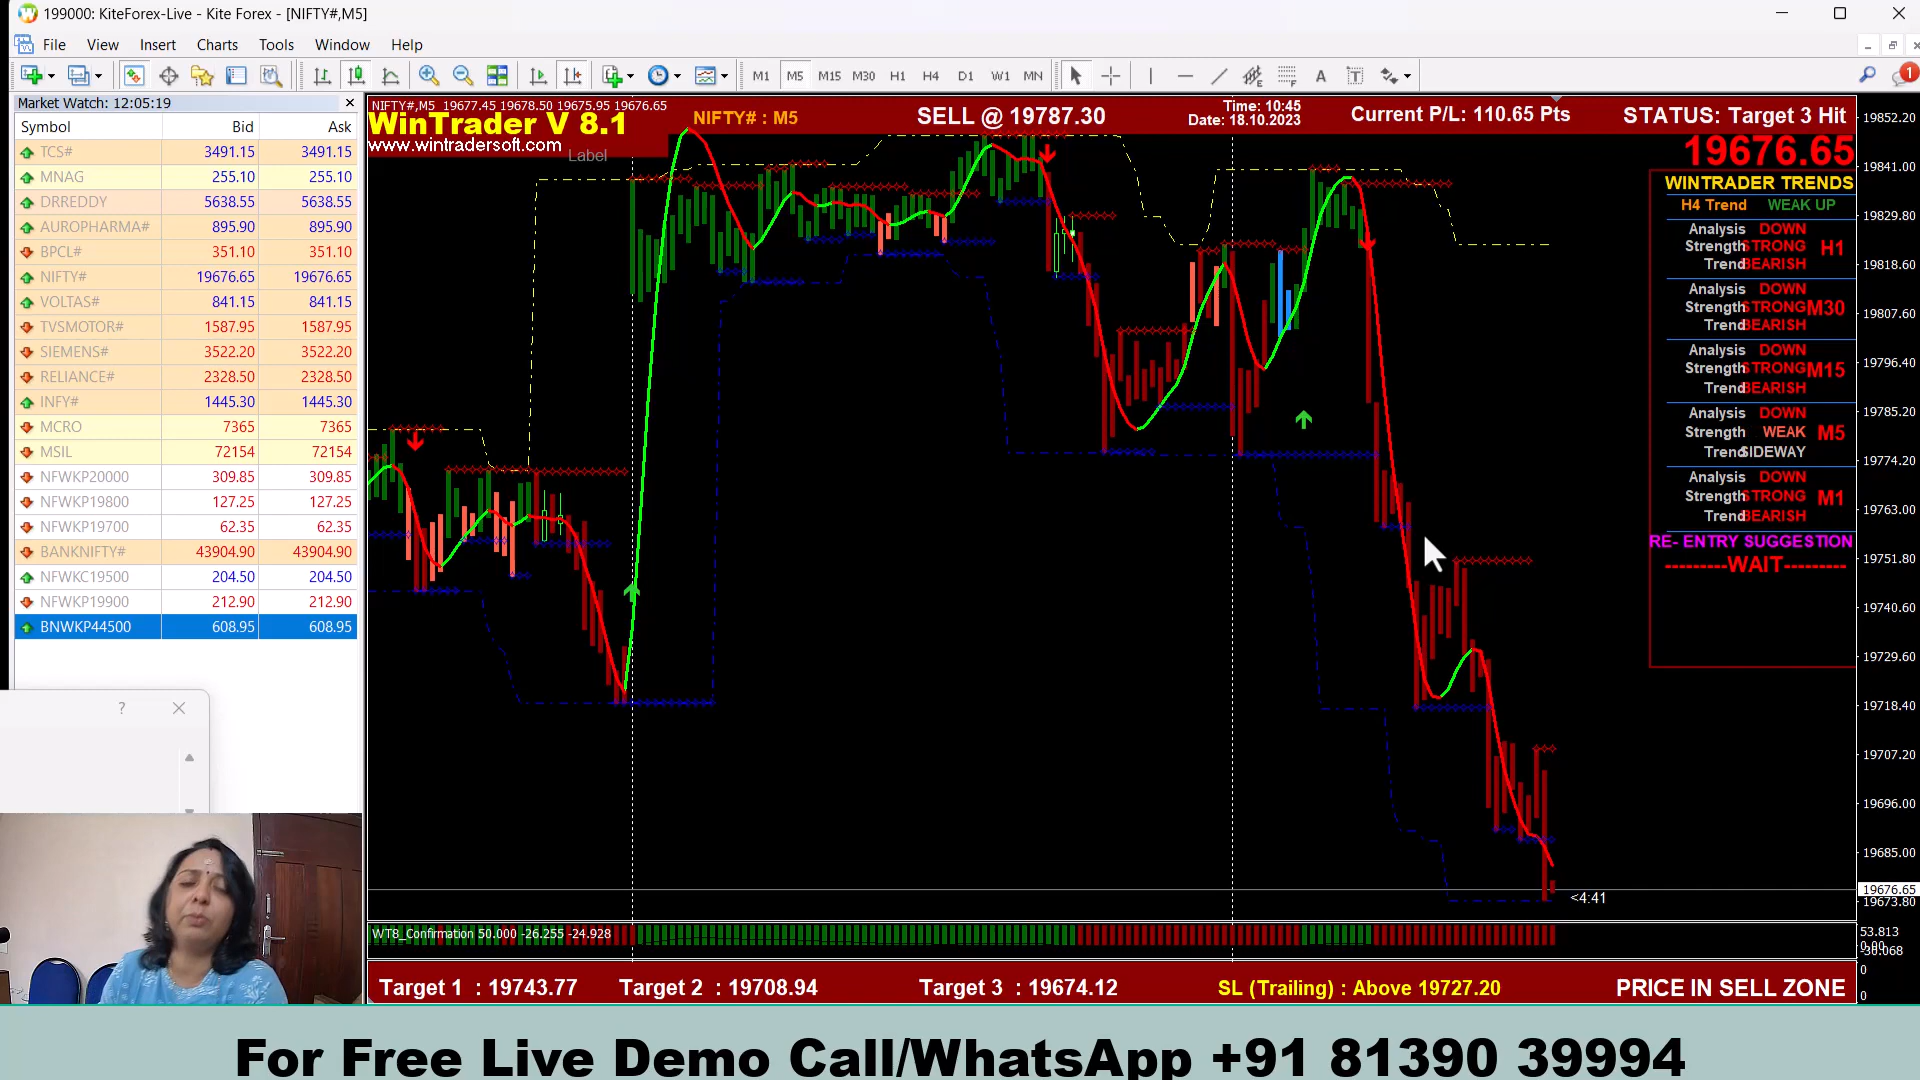 199000: KiteForex-Live - Kite Forex - [NIFTY#,M5]
File View Insert Charts Tools Window Help
M1 M5 M15 M30 H1 H4 D1 W1 MN A T 1
Market Watch: 12:05:19
Symbol Bid Ask
TCS# 3491.15 3491.15
MNAG 255.10 255.10
DRREDDY 5638.55 5638.55
AUROPHARMA# 895.90 895.90
BPCL# 351.10 351.10
NIFTY# 19676.65 19676.65
VOLTAS# 841.15 841.15
TVSMOTOR# 1587.95 1587.95
SIEMENS# 3522.20 3522.20
RELIANCE# 2328.50 2328.50
INFY# 1445.30 1445.30
MCRO 7365 7365
MSIL 72154 72154
NFWKP20000 309.85 309.85
NFWKP19800 127.25 127.25
NFWKP19700 62.35 62.35
BANKNIFTY# 43904.90 43904.90
NFWKC19500 204.50 204.50
NFWKP19900 212.90 212.90
BNWKP44500 608.95 608.95
?
NIFTY#,M5 19677.45 19678.50 19675.95 19676.65
WinTrader V 8.1
www.wintradersoft.com
Label
NIFTY# : M5
SELL @ 19787.30
Time: 10:45
Date: 18.10.2023
Current P/L: 110.65 Pts
STATUS: Target 3 Hit
19676.65
WINTRADER TRENDS
H4 Trend WEAK UP
Analysis DOWN
Strength STRONG H1
Trend BEARISH
Analysis DOWN
Strength STRONG M30
Trend BEARISH
Analysis DOWN
Strength STRONG M15
Trend BEARISH
Analysis DOWN
Strength WEAK M5
Trend SIDEWAY
Analysis DOWN
Strength STRONG M1
Trend BEARISH
RE- ENTRY SUGGESTION
---------WAIT---------
<4:41
19852.20
19841.00
19829.80
19818.60
19807.60
19796.40
19785.20
19774.20
19763.00
19751.80
19740.60
19729.60
19718.40
19707.20
19696.00
19685.00
19676.65
19673.80
WT8_Confirmation 50.000 -26.255 -24.928
53.813
0.00
-30.068
0
0
Target 1 : 19743.77 Target 2 : 19708.94 Target 3 : 19674.12 SL (Trailing) : Above 19727.20 PRICE IN SELL ZONE
For Free Live Demo Call/WhatsApp +91 81390 39994